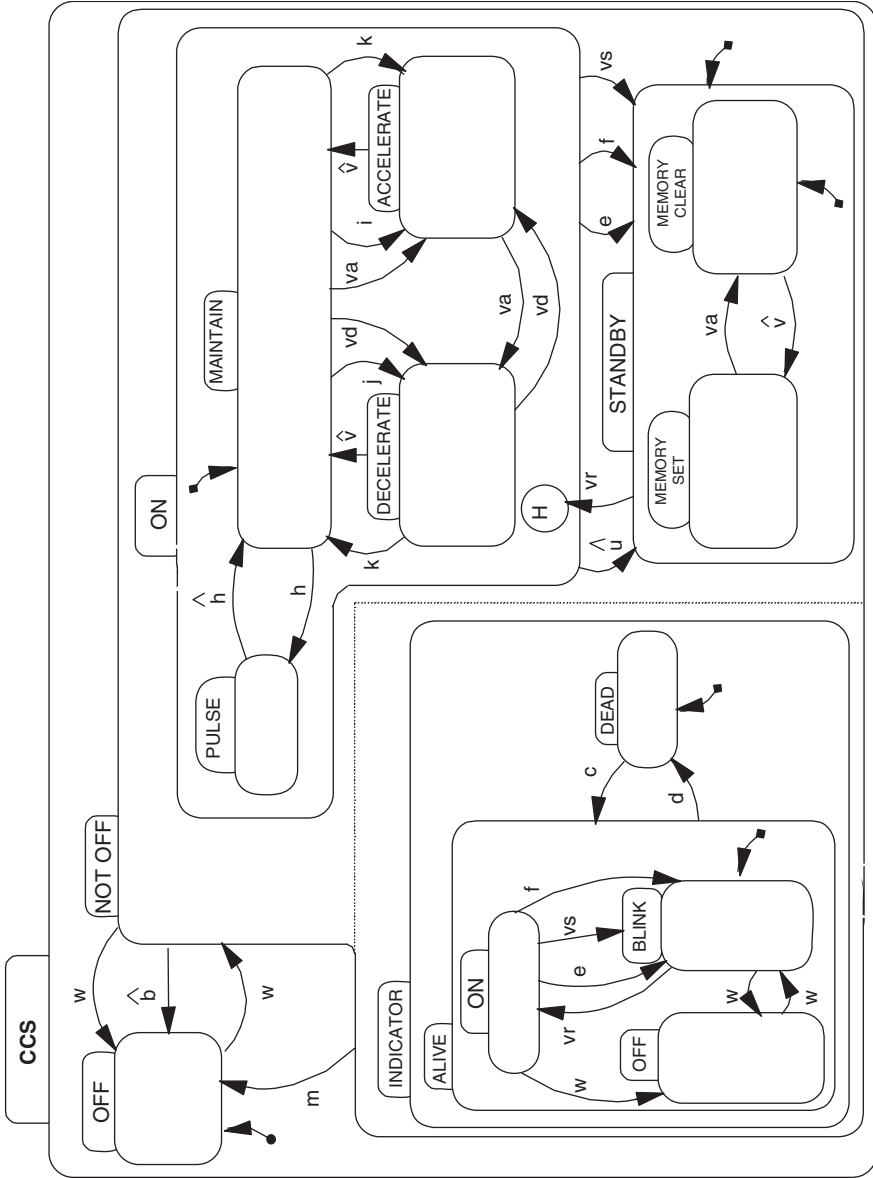 CCS
w
OFF
NOT OFF
^b
ON
w
^h
PULSE
MAINTAIN
h
m
vd
^v
^v
k
i
k
j
va
DECELERATE
ACCELERATE
INDICATOR
ALIVE
ON
va
f
H
vd
vr
vs
e
c
vr
w
e
f
vs
DEAD
^u
STANDBY
OFF
BLINK
MEMORY
SET
MEMORY
CLEAR
d
va
w
^v
w